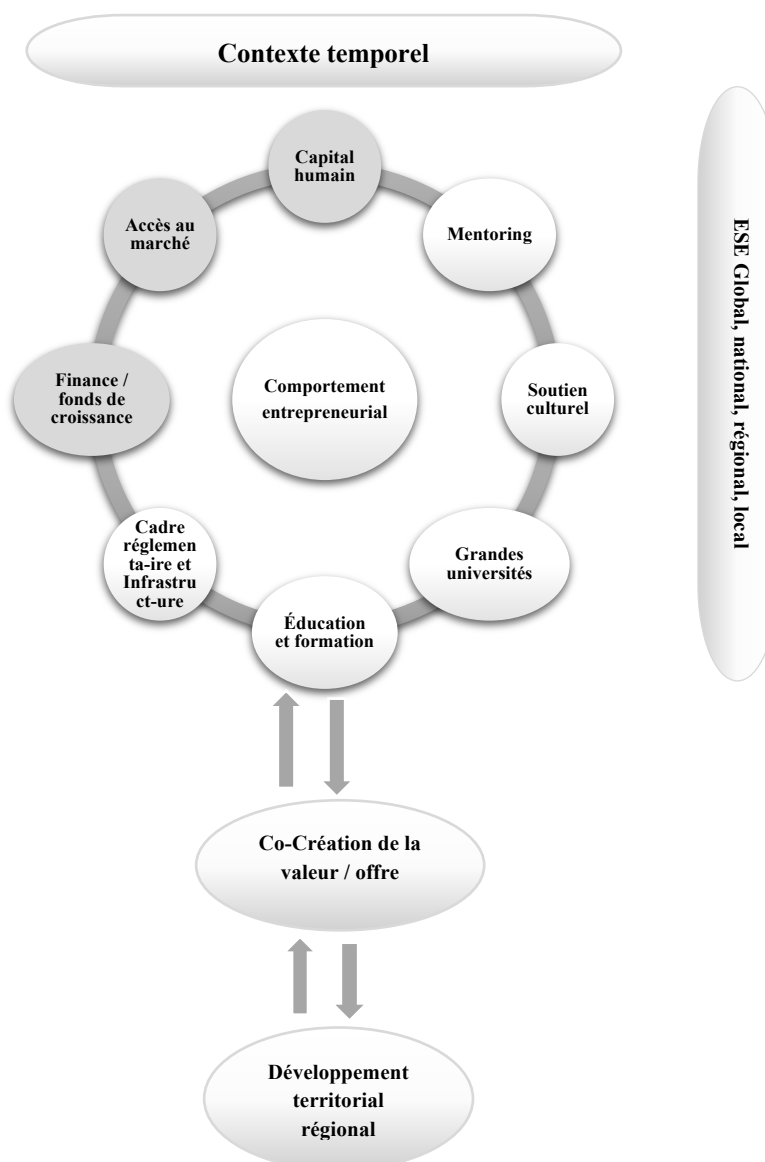 Contexte temporel
Capital
humain
Accès au
marché
Mentoring
ESE Global, national, régional, local
Finance /
fonds de
croissance
Comportement
entrepreneurial
Soutien
culturel
Cadre
réglemen
ta-ire et
Infrastru
ct-ure
Grandes
universités
Éducation
et formation
Co-Création de la
valeur / offre
Développement
territorial
régional